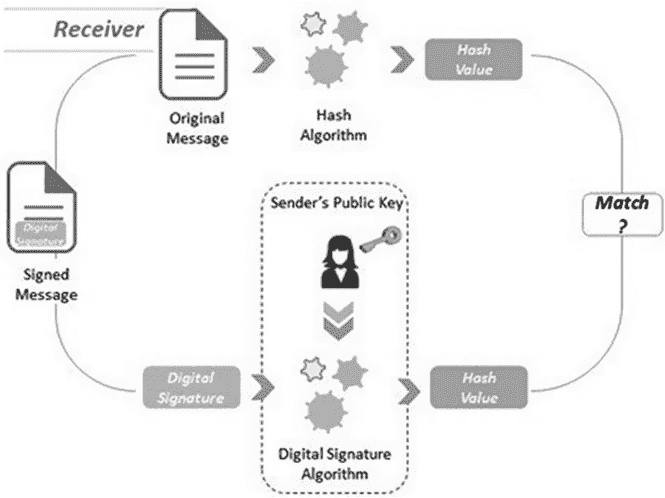 Receiver
Original
Message
Hash
Algorithm
Hash
Value
Digital
Signature
Signed
Message
Sender's Public Key
Match
?
Digital
Signature
Digital Signature
Algorithm
Hash
Value